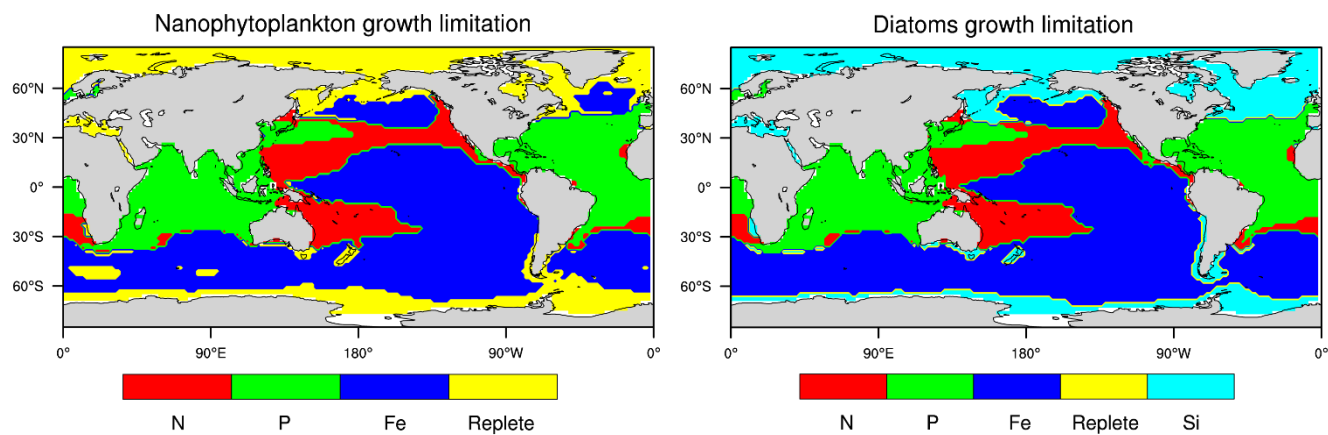 Nanophytoplankton growth limitation
60°N
30°N
0°
30°S
60°S
0°
90°E
180°
90°W
0°
N
P
Fe
Replete
Diatoms growth limitation
60°N
30°N
0°
30°S
60°S
0°
90°E
180°
90°W
0°
N
P
Fe
Replete
Si